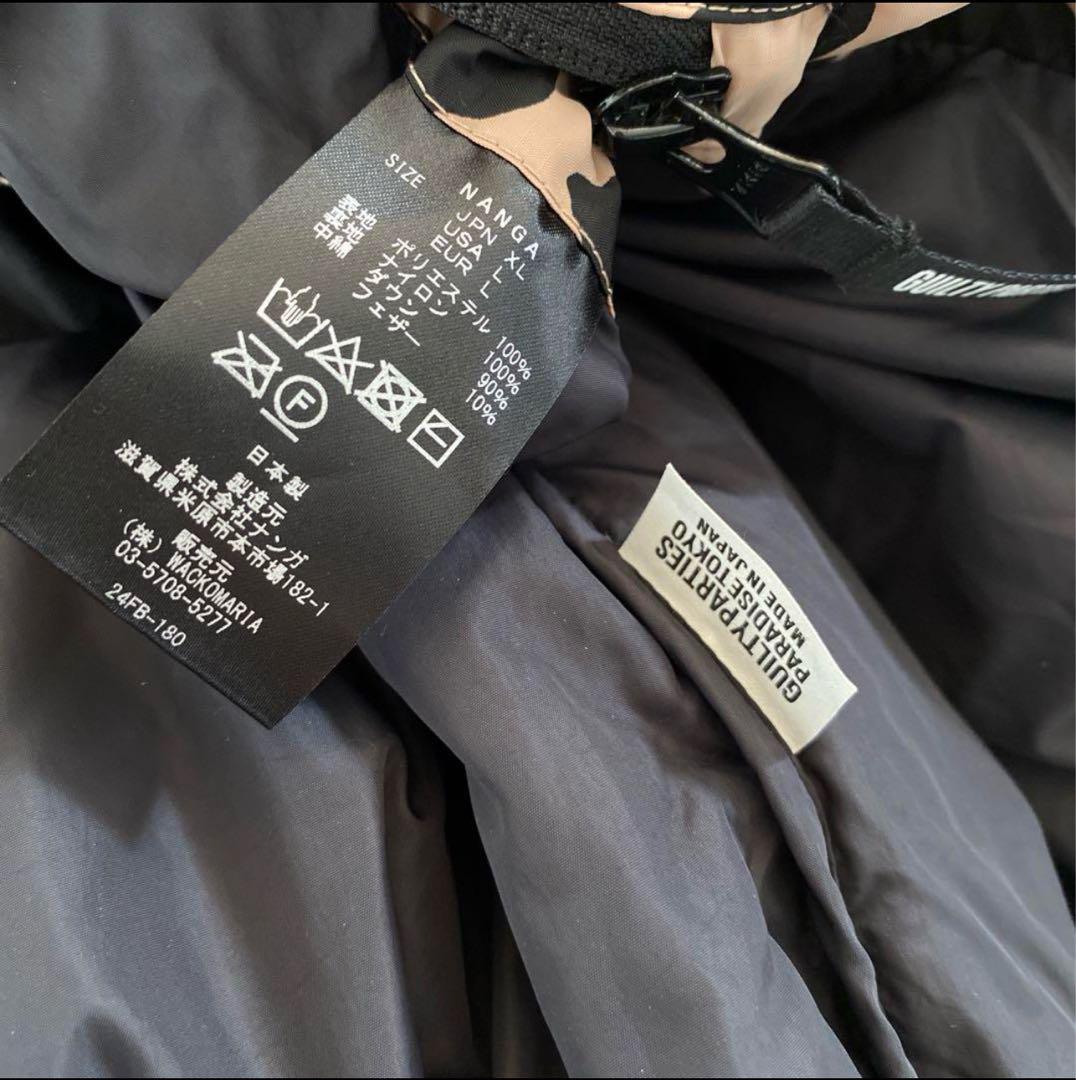 NANGA
SIZE JPN XL
USA L
EUR L
表地 ポリエステル 100%
裏地 ナイロン 100%
中綿 ダウン 90%
フェザー 10%
F
日本製
製造元
株式会社ナンガ
滋賀県米原市本市場182-1
販売元
(株) WACKOMARIA
03-5708-5277
24FB-180
GUILTY
GUILTY PARTIES
PARADISE TOKYO
MADE IN JAPAN